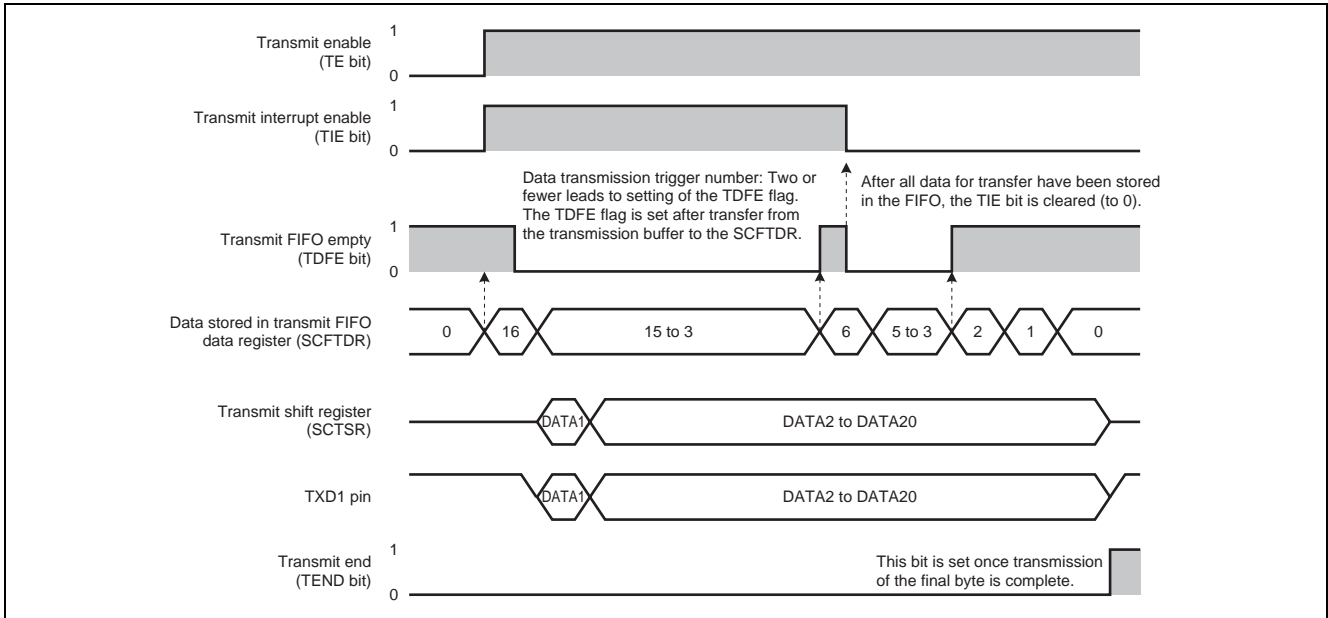 Transmit enable
(TE bit)
1
0
Transmit interrupt enable
(TIE bit)
1
0
Data transmission trigger number: Two or
fewer leads to setting of the TDFE flag.
The TDFE flag is set after transfer from
the transmission buffer to the SCFTDR.
After all data for transfer have been stored
in the FIFO, the TIE bit is cleared (to 0).
Transmit FIFO empty
(TDFE bit)
1
0
Data stored in transmit FIFO
data register (SCFTDR)
0 16 15 to 3 6 5 to 3 2 1 0
Transmit shift register
(SCTSR)
DATA1 DATA2 to DATA20
TXD1 pin
DATA1 DATA2 to DATA20
Transmit end
(TEND bit)
1
0
This bit is set once transmission
of the final byte is complete.